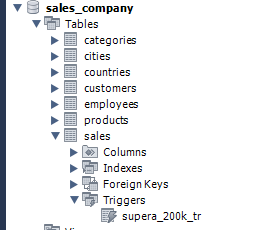 sales_company
Tables
categories
cities
countries
customers
employees
products
sales
Columns
Indexes
Foreign Keys
Triggers
supera_200k_tr